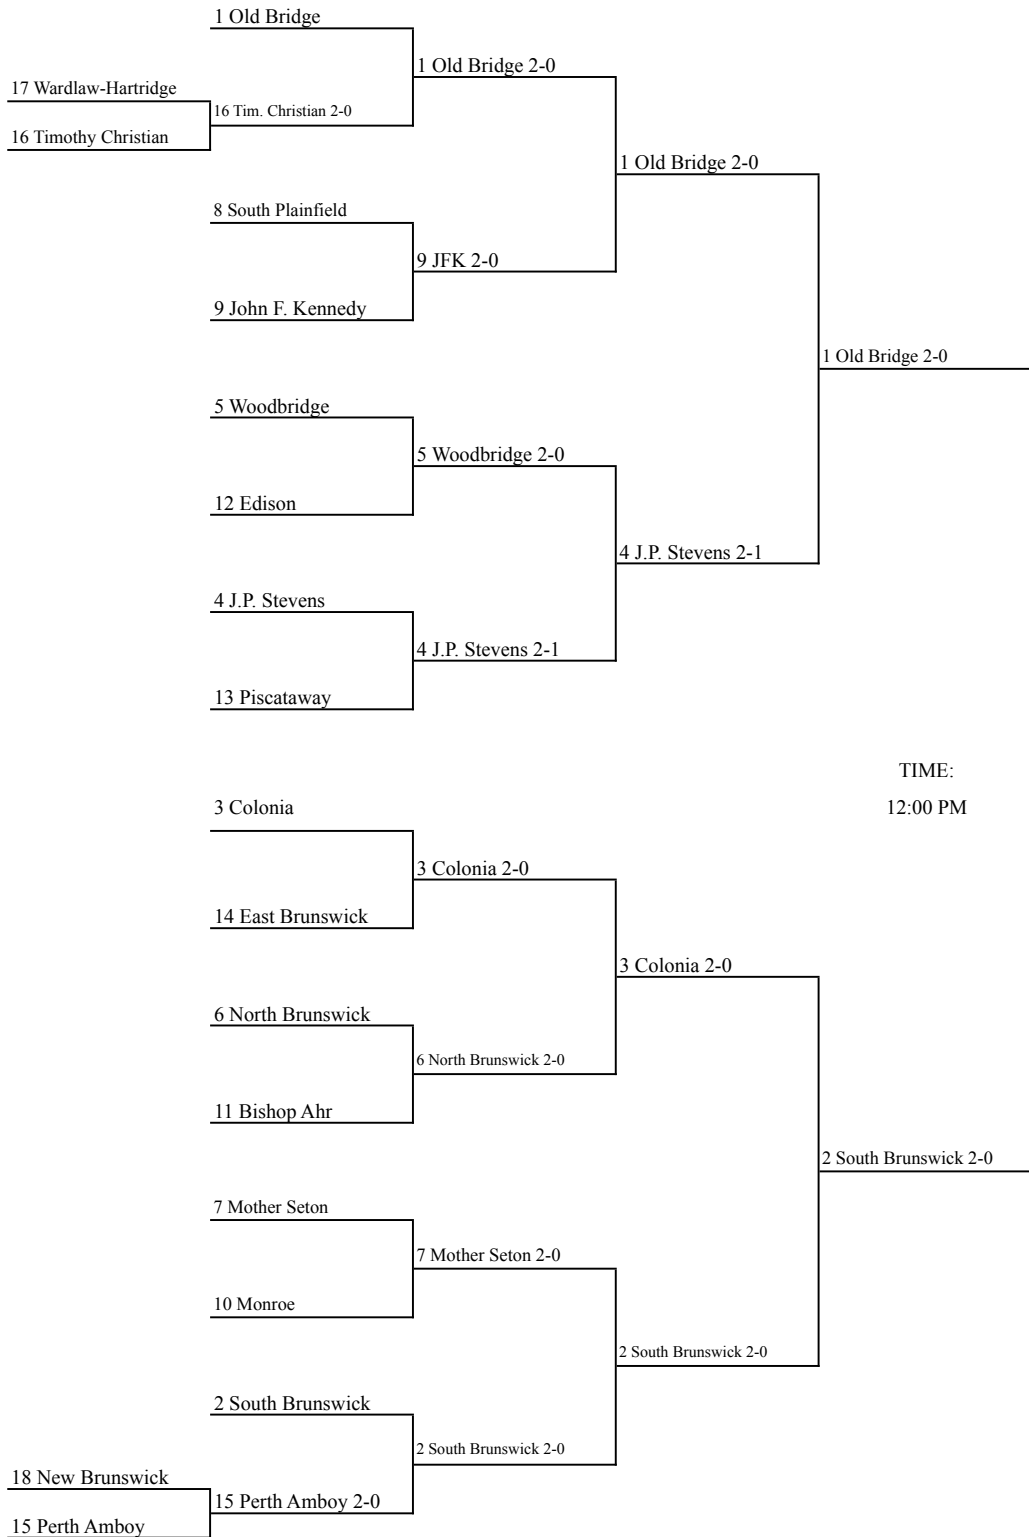 1 Old Bridge
1 Old Bridge 2-0
17 Wardlaw-Hartridge
16 Tim. Christian 2-0
16 Timothy Christian
1 Old Bridge 2-0
8 South Plainfield
9 JFK 2-0
9 John F. Kennedy
1 Old Bridge 2-0
5 Woodbridge
5 Woodbridge 2-0
12 Edison
4 J.P. Stevens 2-1
4 J.P. Stevens
4 J.P. Stevens 2-1
13 Piscataway
TIME:
12:00 PM
3 Colonia
3 Colonia 2-0
14 East Brunswick
3 Colonia 2-0
6 North Brunswick
6 North Brunswick 2-0
11 Bishop Ahr
2 South Brunswick 2-0
7 Mother Seton
7 Mother Seton 2-0
10 Monroe
2 South Brunswick 2-0
2 South Brunswick
2 South Brunswick 2-0
18 New Brunswick
15 Perth Amboy 2-0
15 Perth Amboy